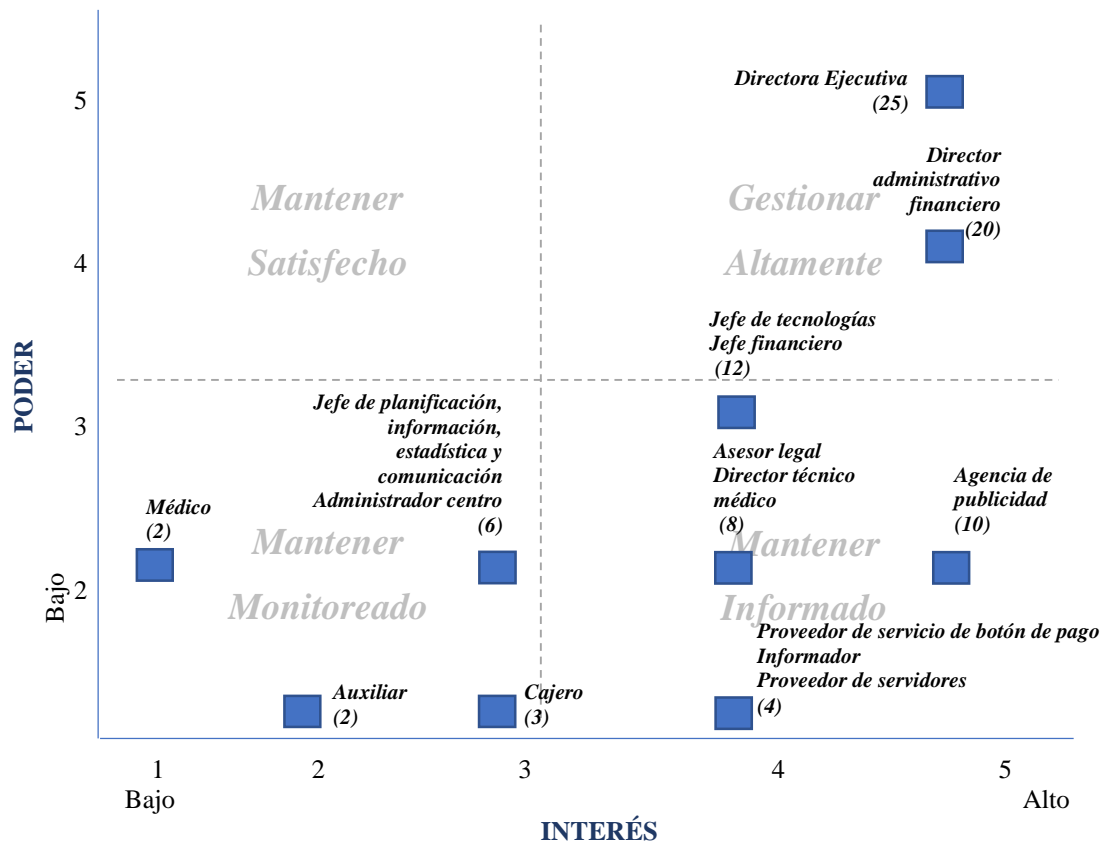 5
Directora Ejecutiva
(25)
Director
administrativo
financiero
(20)
Mantener
Satisfecho
Gestionar
Altamente
4
Jefe de tecnologías
Jefe financiero
(12)
PODER
3
Jefe de planificación,
información,
estadística y
comunicación
Administrador centro
(6)
Asesor legal
Director técnico
médico
(8)
Agencia de
publicidad
(10)
Médico
(2)
Mantener
Monitoreado
Mantener
Informado
2
Bajo
Proveedor de servicio de botón de pago
Informador
Proveedor de servidores
(4)
Auxiliar
(2)
Cajero
(3)
1
2
3
4
5
Bajo
Alto
INTERÉS